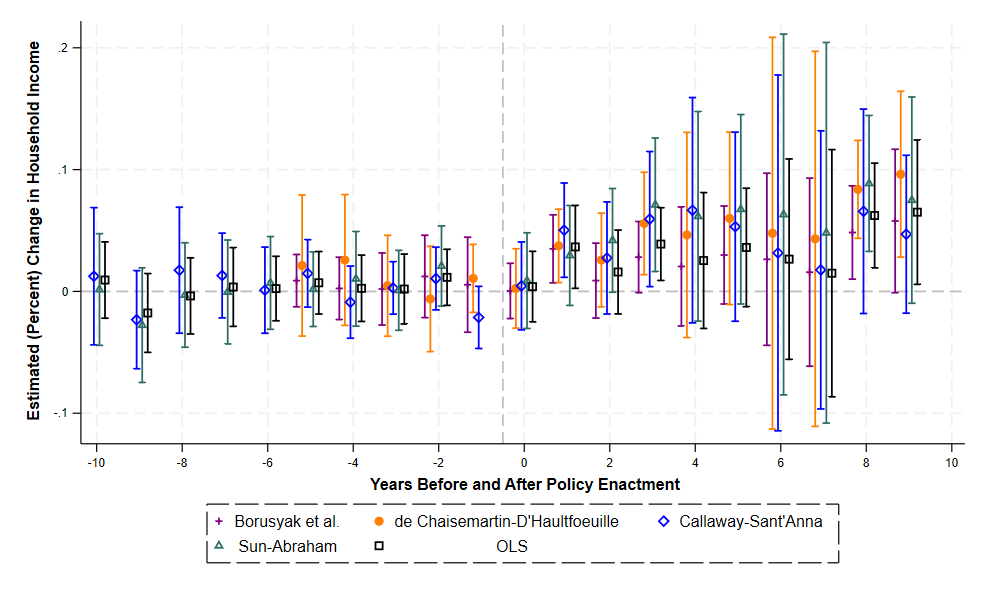 Estimated (Percent) Change in Household Income
.2
.1
0
-.1
-10 -8 -6 -4 -2 0 2 4 6 8 10
Years Before and After Policy Enactment
Borusyak et al. de Chaisemartin-D'Haultfoeuille Callaway-Sant'Anna
Sun-Abraham OLS